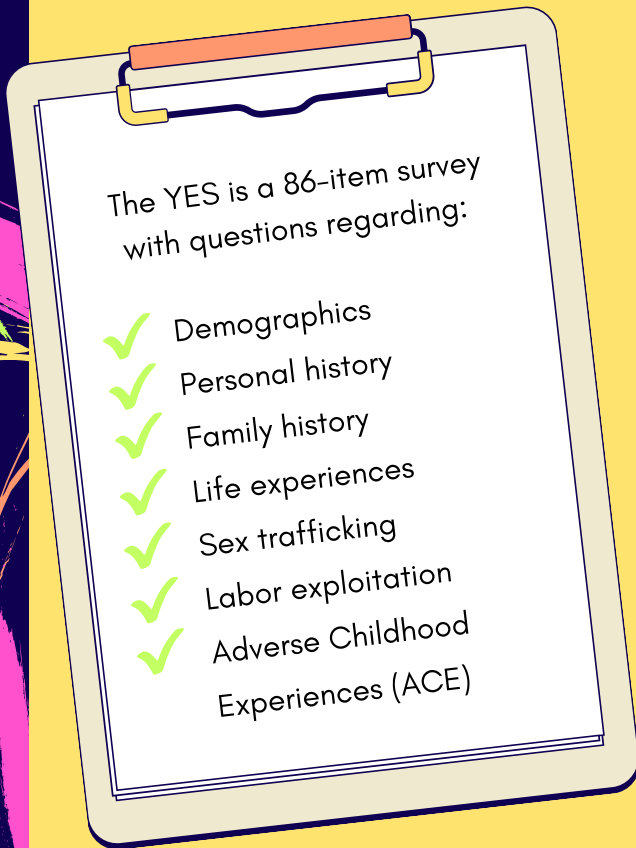 The YES is a 86-item survey
with questions regarding:
Demographics
Personal history
Family history
Life experiences
Sex trafficking
Labor exploitation
Adverse Childhood
Experiences (ACE)